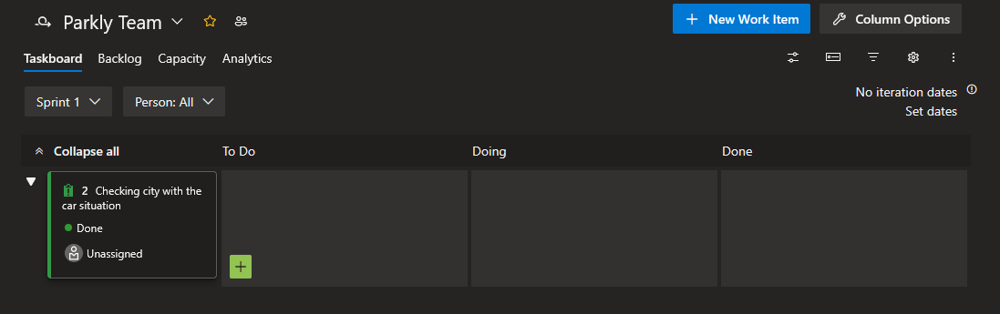 Parkly Team
New Work Item
Column Options
Taskboard
Backlog
Capacity
Analytics
Sprint 1
Person: All
No iteration dates
Set dates
Collapse all
To Do
Doing
Done
2 Checking city with the
car situation
Done
Unassigned